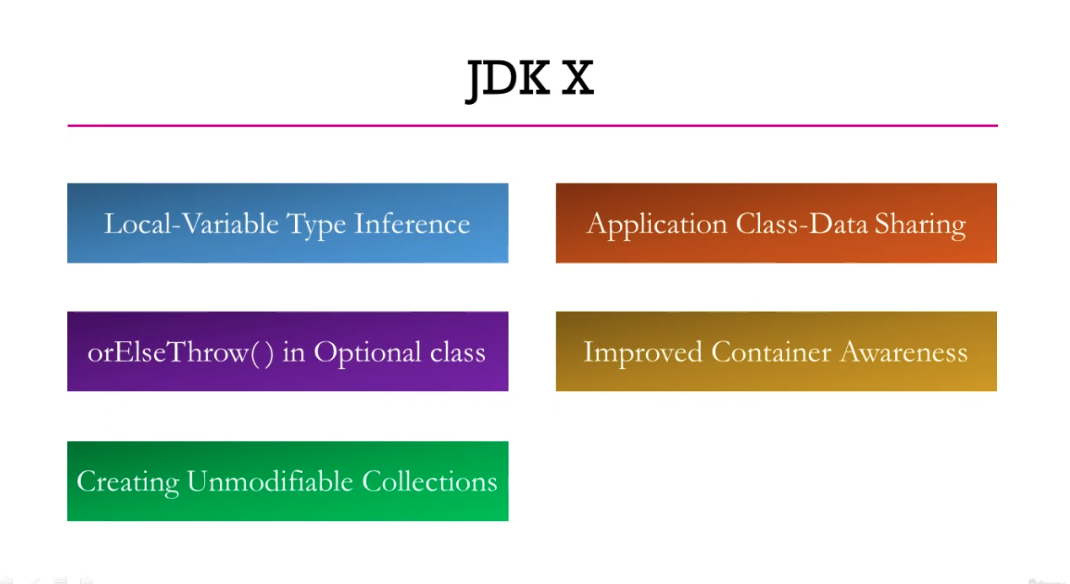 JDK X
Local-Variable Type Inference
Application Class-Data Sharing
orElseThrow( ) in Optional class
Improved Container Awareness
Creating Unmodifiable Collections